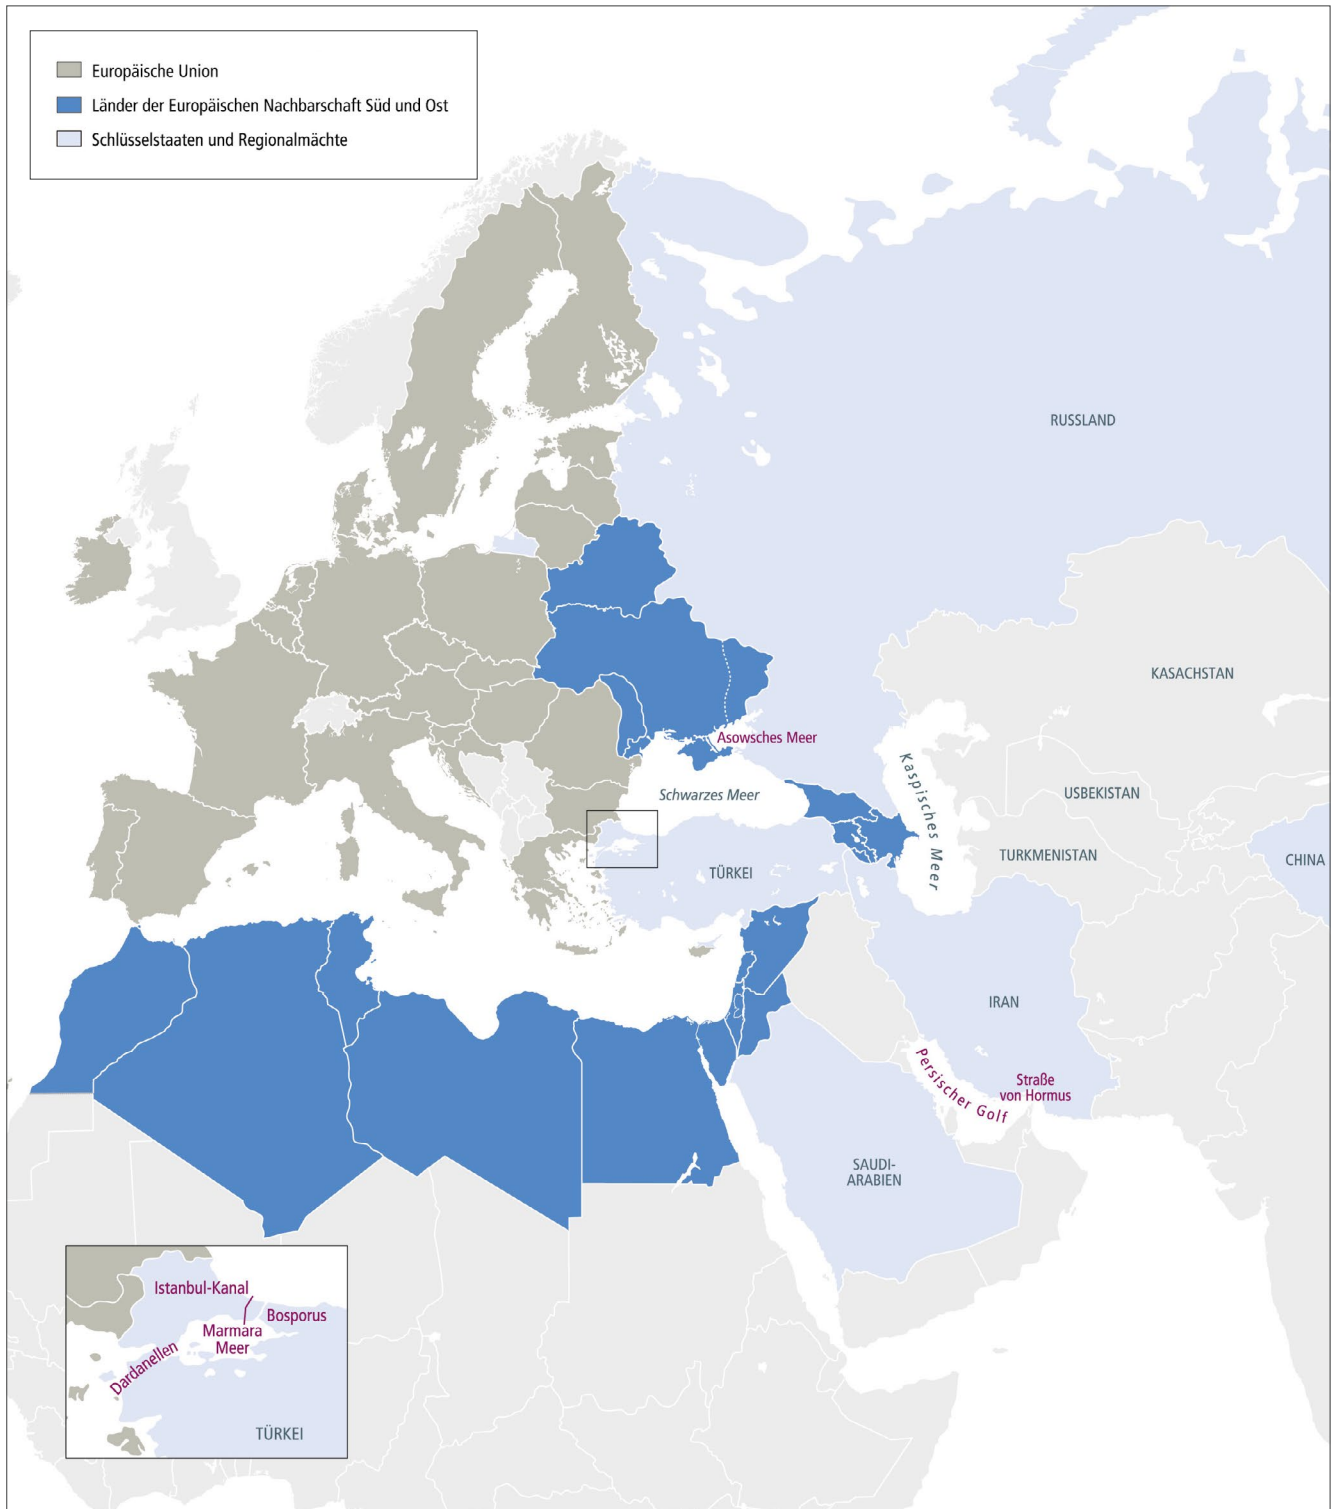 Europäische Union
Länder der Europäischen Nachbarschaft Süd und Ost
Schlüsselstaaten und Regionalmächte
RUSSLAND
KASACHSTAN
Asowsches Meer
Kaspisches Meer
Schwarzes Meer
USBEKISTAN
TURKMENISTAN
CHINA
TÜRKEI
IRAN
Persischer Golf
Straße
von Hormus
SAUDI-
ARABIEN
Istanbul-Kanal
Bosporus
Marmara
Meer
Dardanellen
TÜRKEI